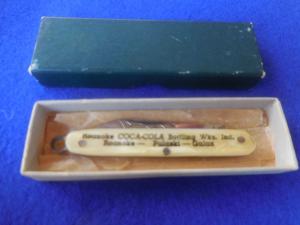 Roanoke COCA-COLA Bottling Wks. Inc.
Roanoke — Pulaski — Galax